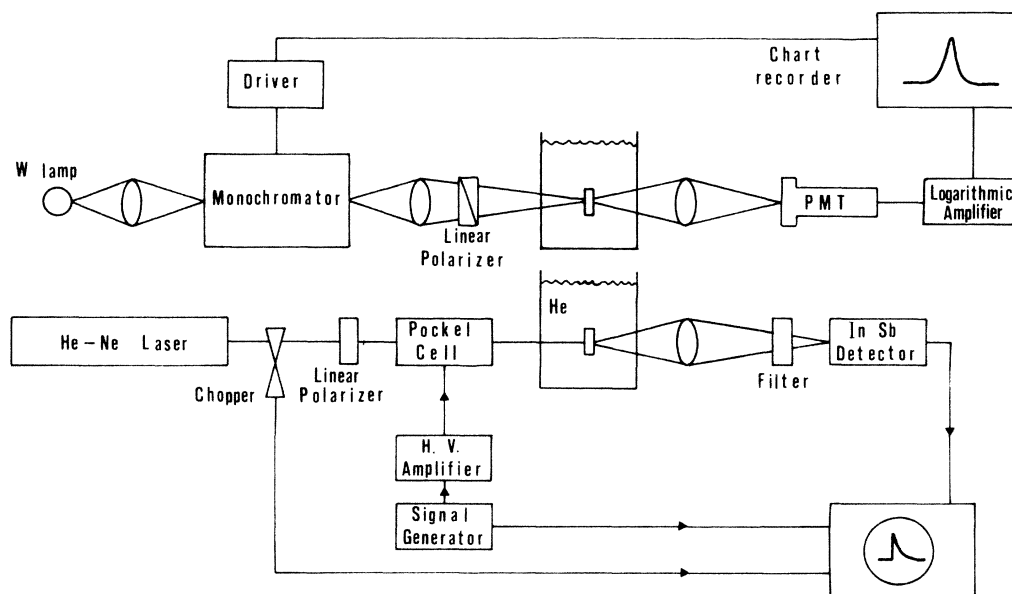 Driver
Chart
recorder
W lamp
Monochromator
Linear
Polarizer
PMT
Logarithmic
Amplifier
He
He-Ne Laser
Chopper
Linear
Polarizer
Pockel
Cell
Filter
In Sb
Detector
H. V.
Amplifier
Signal
Generator